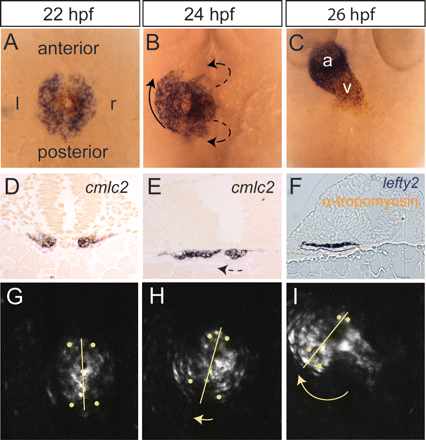 22 hpf
24 hpf
26 hpf
A
anterior
l
r
posterior
B
C
a
v
D
cmlc2
E
cmlc2
F
lefty2
α-tropomyosin
G
H
I